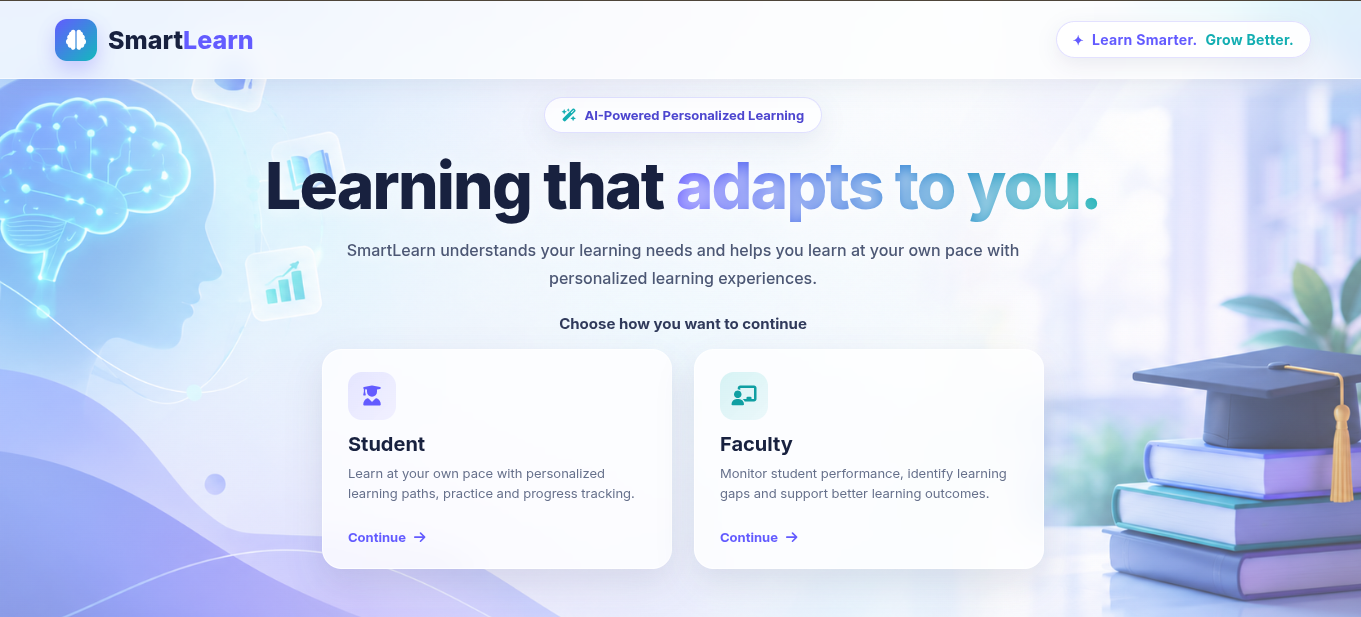 SmartLearn
Learn Smarter. Grow Better.
AI-Powered Personalized Learning
Learning that adapts to you.
SmartLearn understands your learning needs and helps you learn at your own pace with
personalized learning experiences.
Choose how you want to continue
Student
Learn at your own pace with personalized
learning paths, practice and progress tracking.
Continue
Faculty
Monitor student performance, identify learning
gaps and support better learning outcomes.
Continue